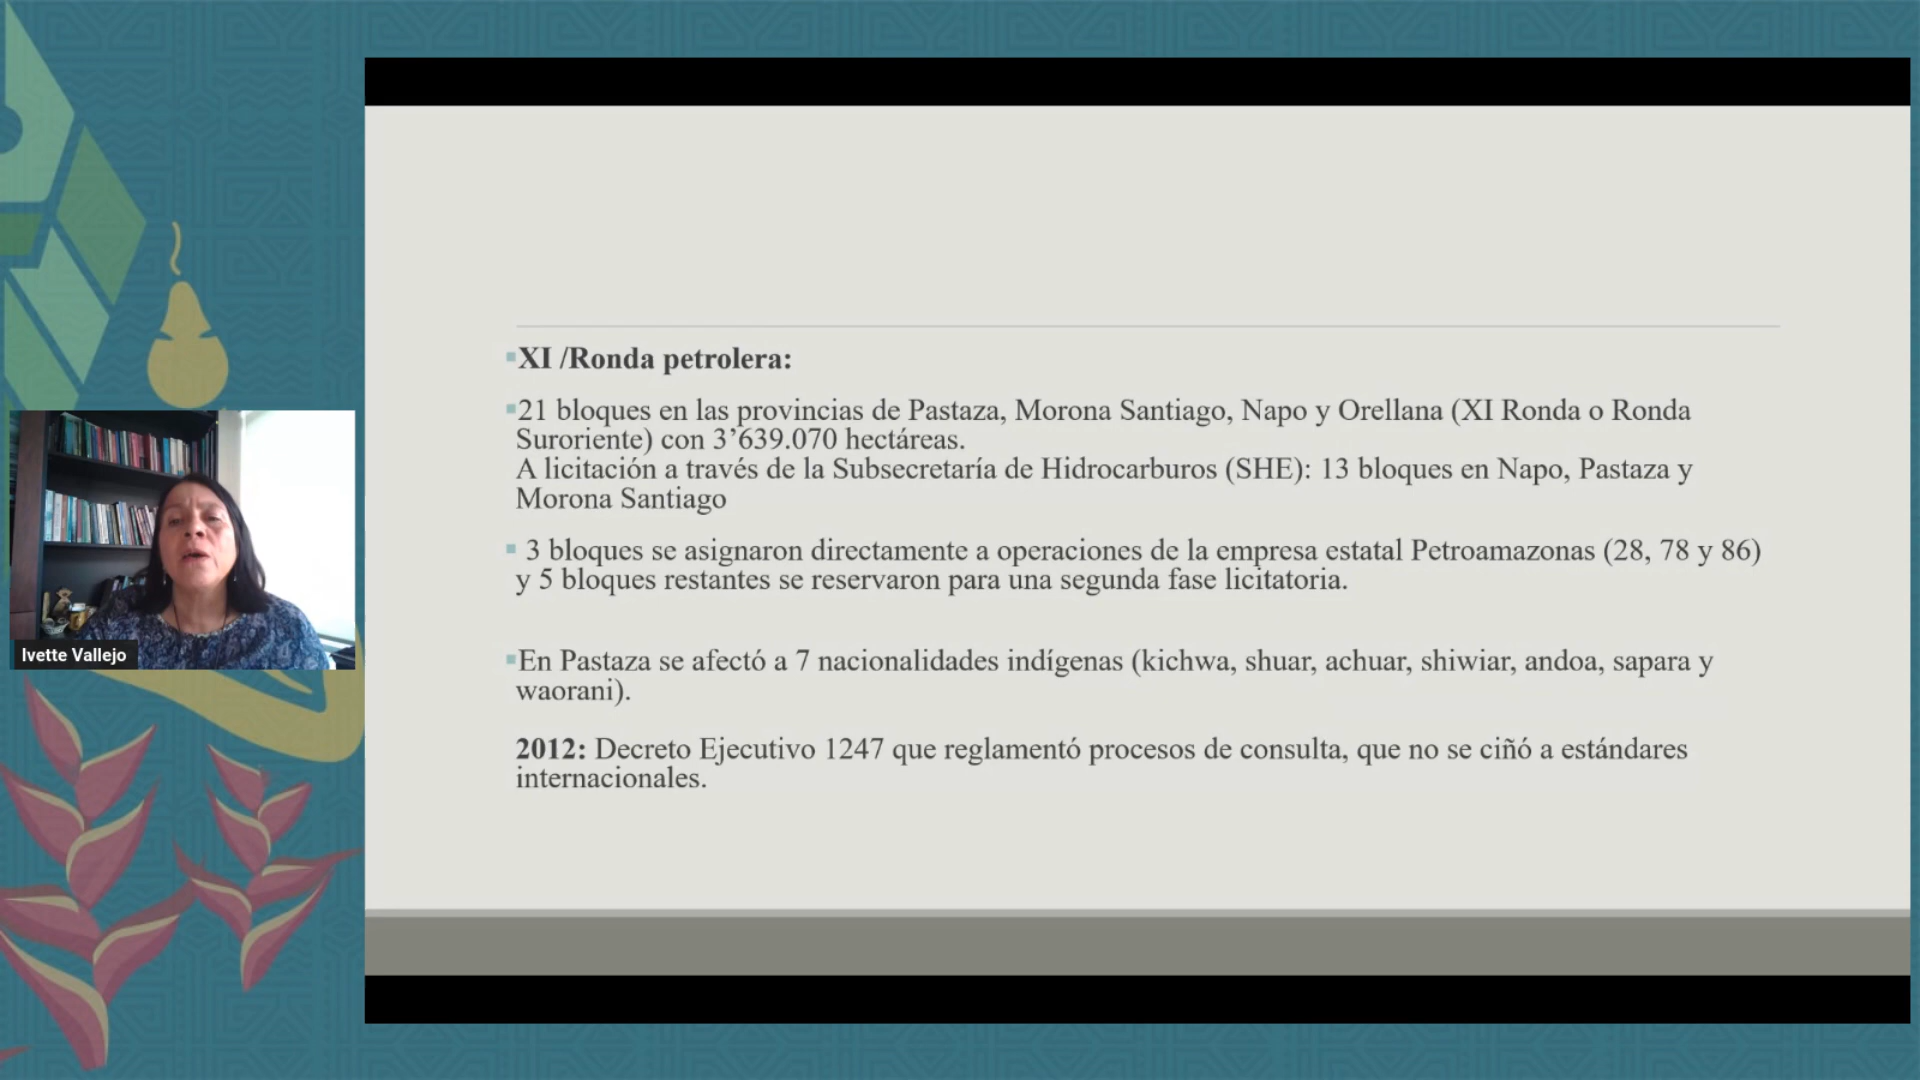 XI /Ronda petrolera:
21 bloques en las provincias de Pastaza, Morona Santiago, Napo y Orellana (XI Ronda o Ronda
Suroriente) con 3’639.070 hectáreas.
A licitación a través de la Subsecretaría de Hidrocarburos (SHE): 13 bloques en Napo, Pastaza y
Morona Santiago
3 bloques se asignaron directamente a operaciones de la empresa estatal Petroamazonas (28, 78 y 86)
y 5 bloques restantes se reservaron para una segunda fase licitatoria.
Ivette Vallejo
En Pastaza se afectó a 7 nacionalidades indígenas (kichwa, shuar, achuar, shiwiar, andoa, sapara y
waorani).
2012: Decreto Ejecutivo 1247 que reglamentó procesos de consulta, que no se ciñó a estándares
internacionales.